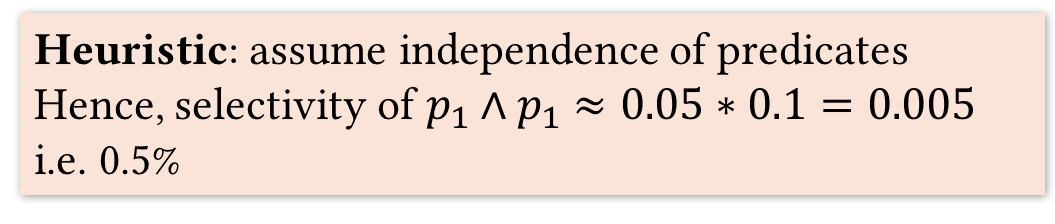 Heuristic: assume independence of predicates
Hence, selectivity of p₁ ∧ p₁ ≈ 0.05 ∗ 0.1 = 0.005
i.e. 0.5%